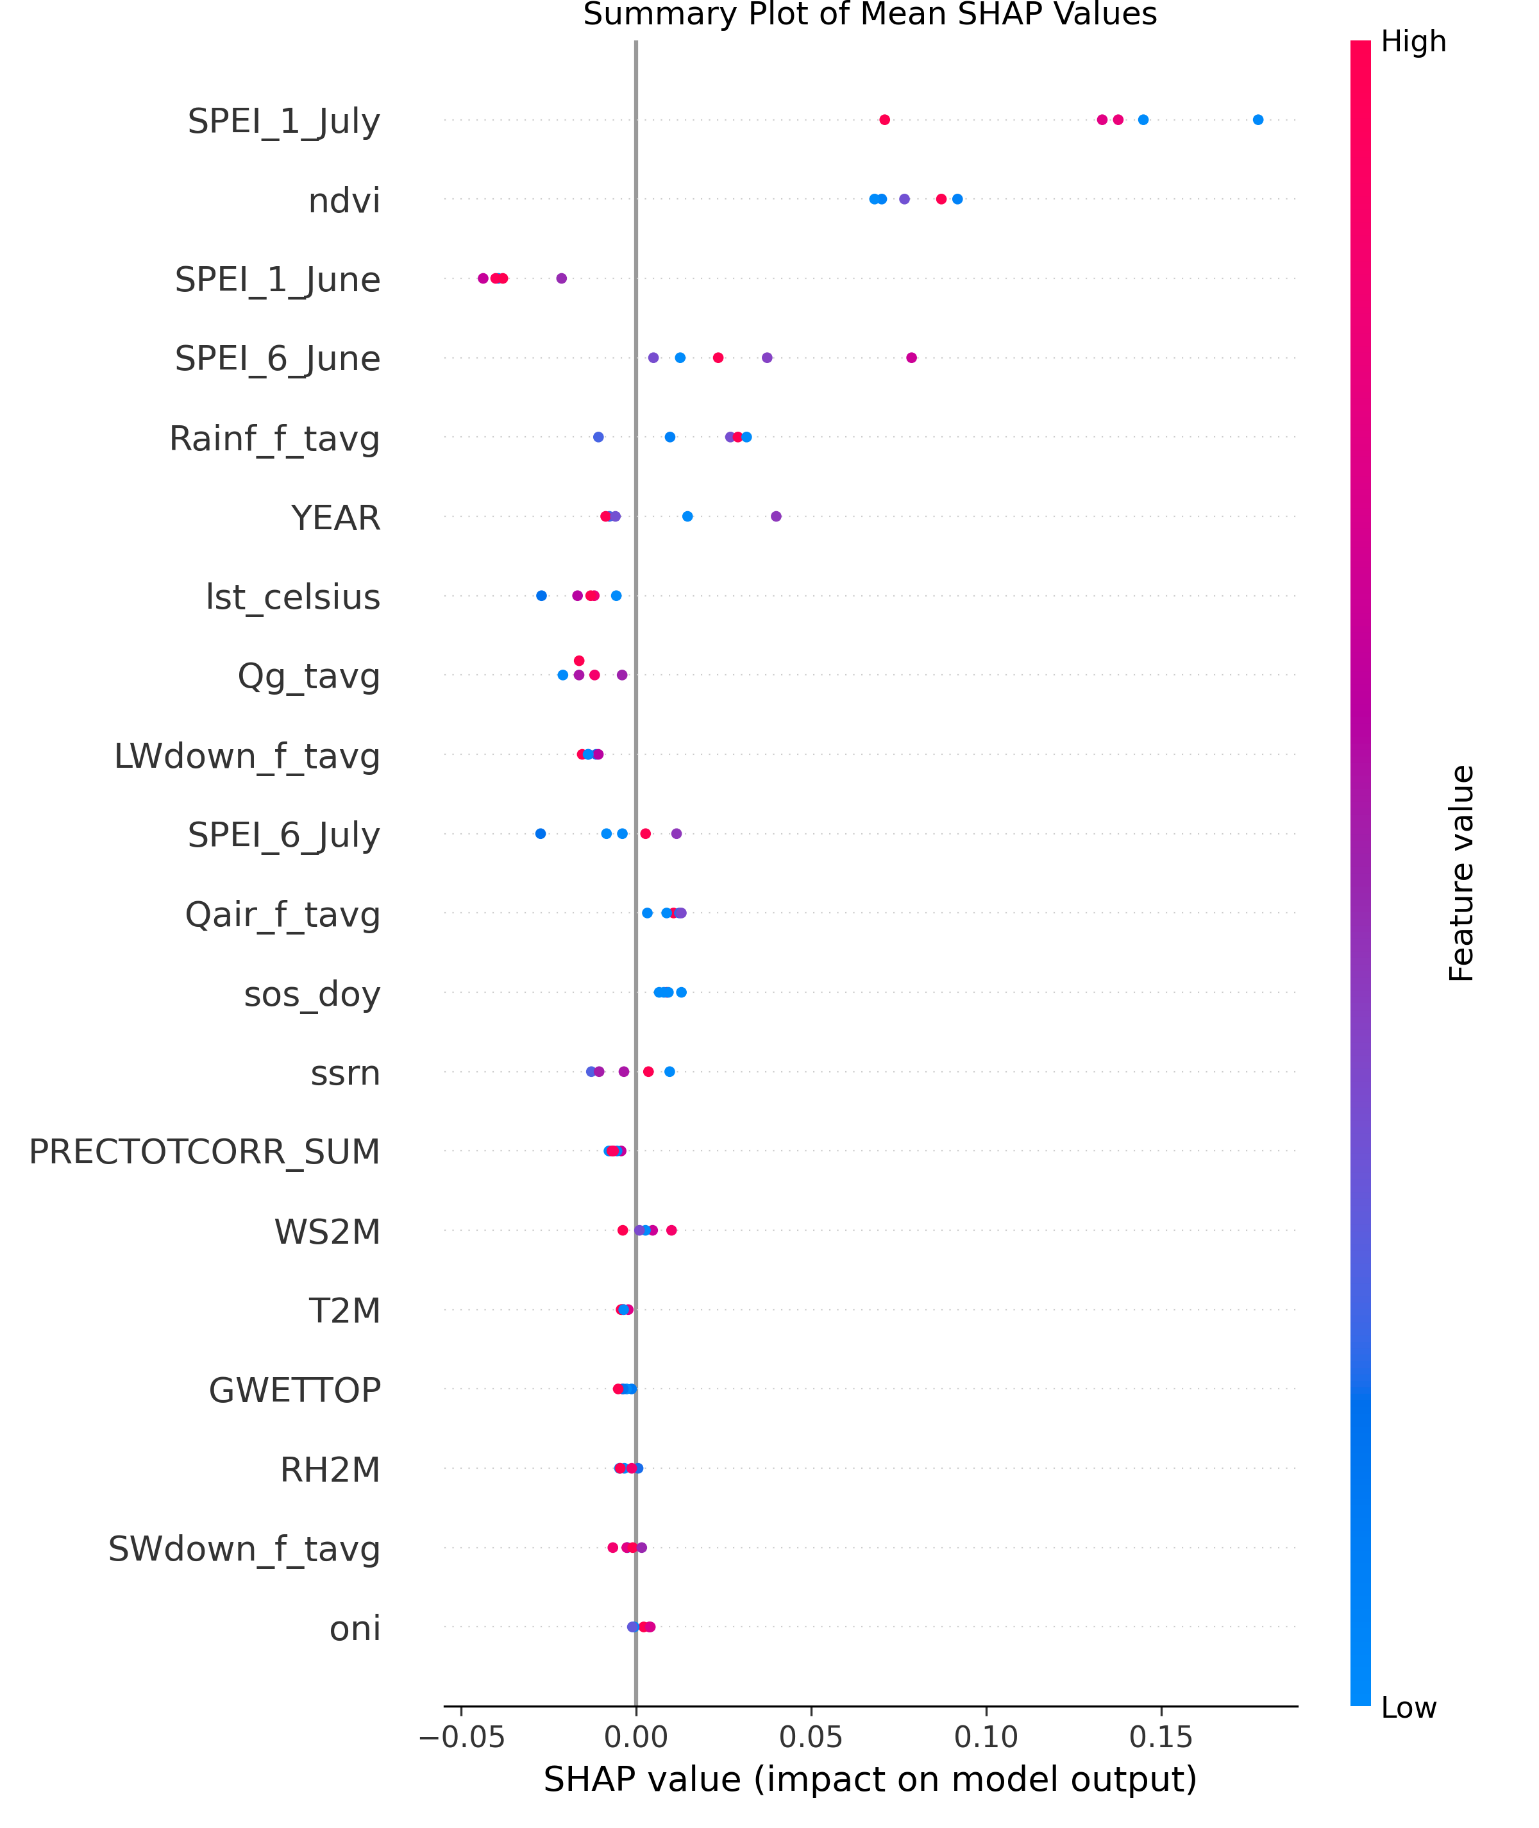 Summary Plot of Mean SHAP Values
High
SPEI_1_July
ndvi
SPEI_1_June
SPEI_6_June
Rainf_f_tavg
YEAR
lst_celsius
Qg_tavg
LWdown_f_tavg
SPEI_6_July
Qair_f_tavg
sos_doy
ssrn
PRECTOTCORR_SUM
WS2M
T2M
GWETTOP
RH2M
SWdown_f_tavg
oni
Feature value
Low
−0.05 0.00 0.05 0.10 0.15
SHAP value (impact on model output)